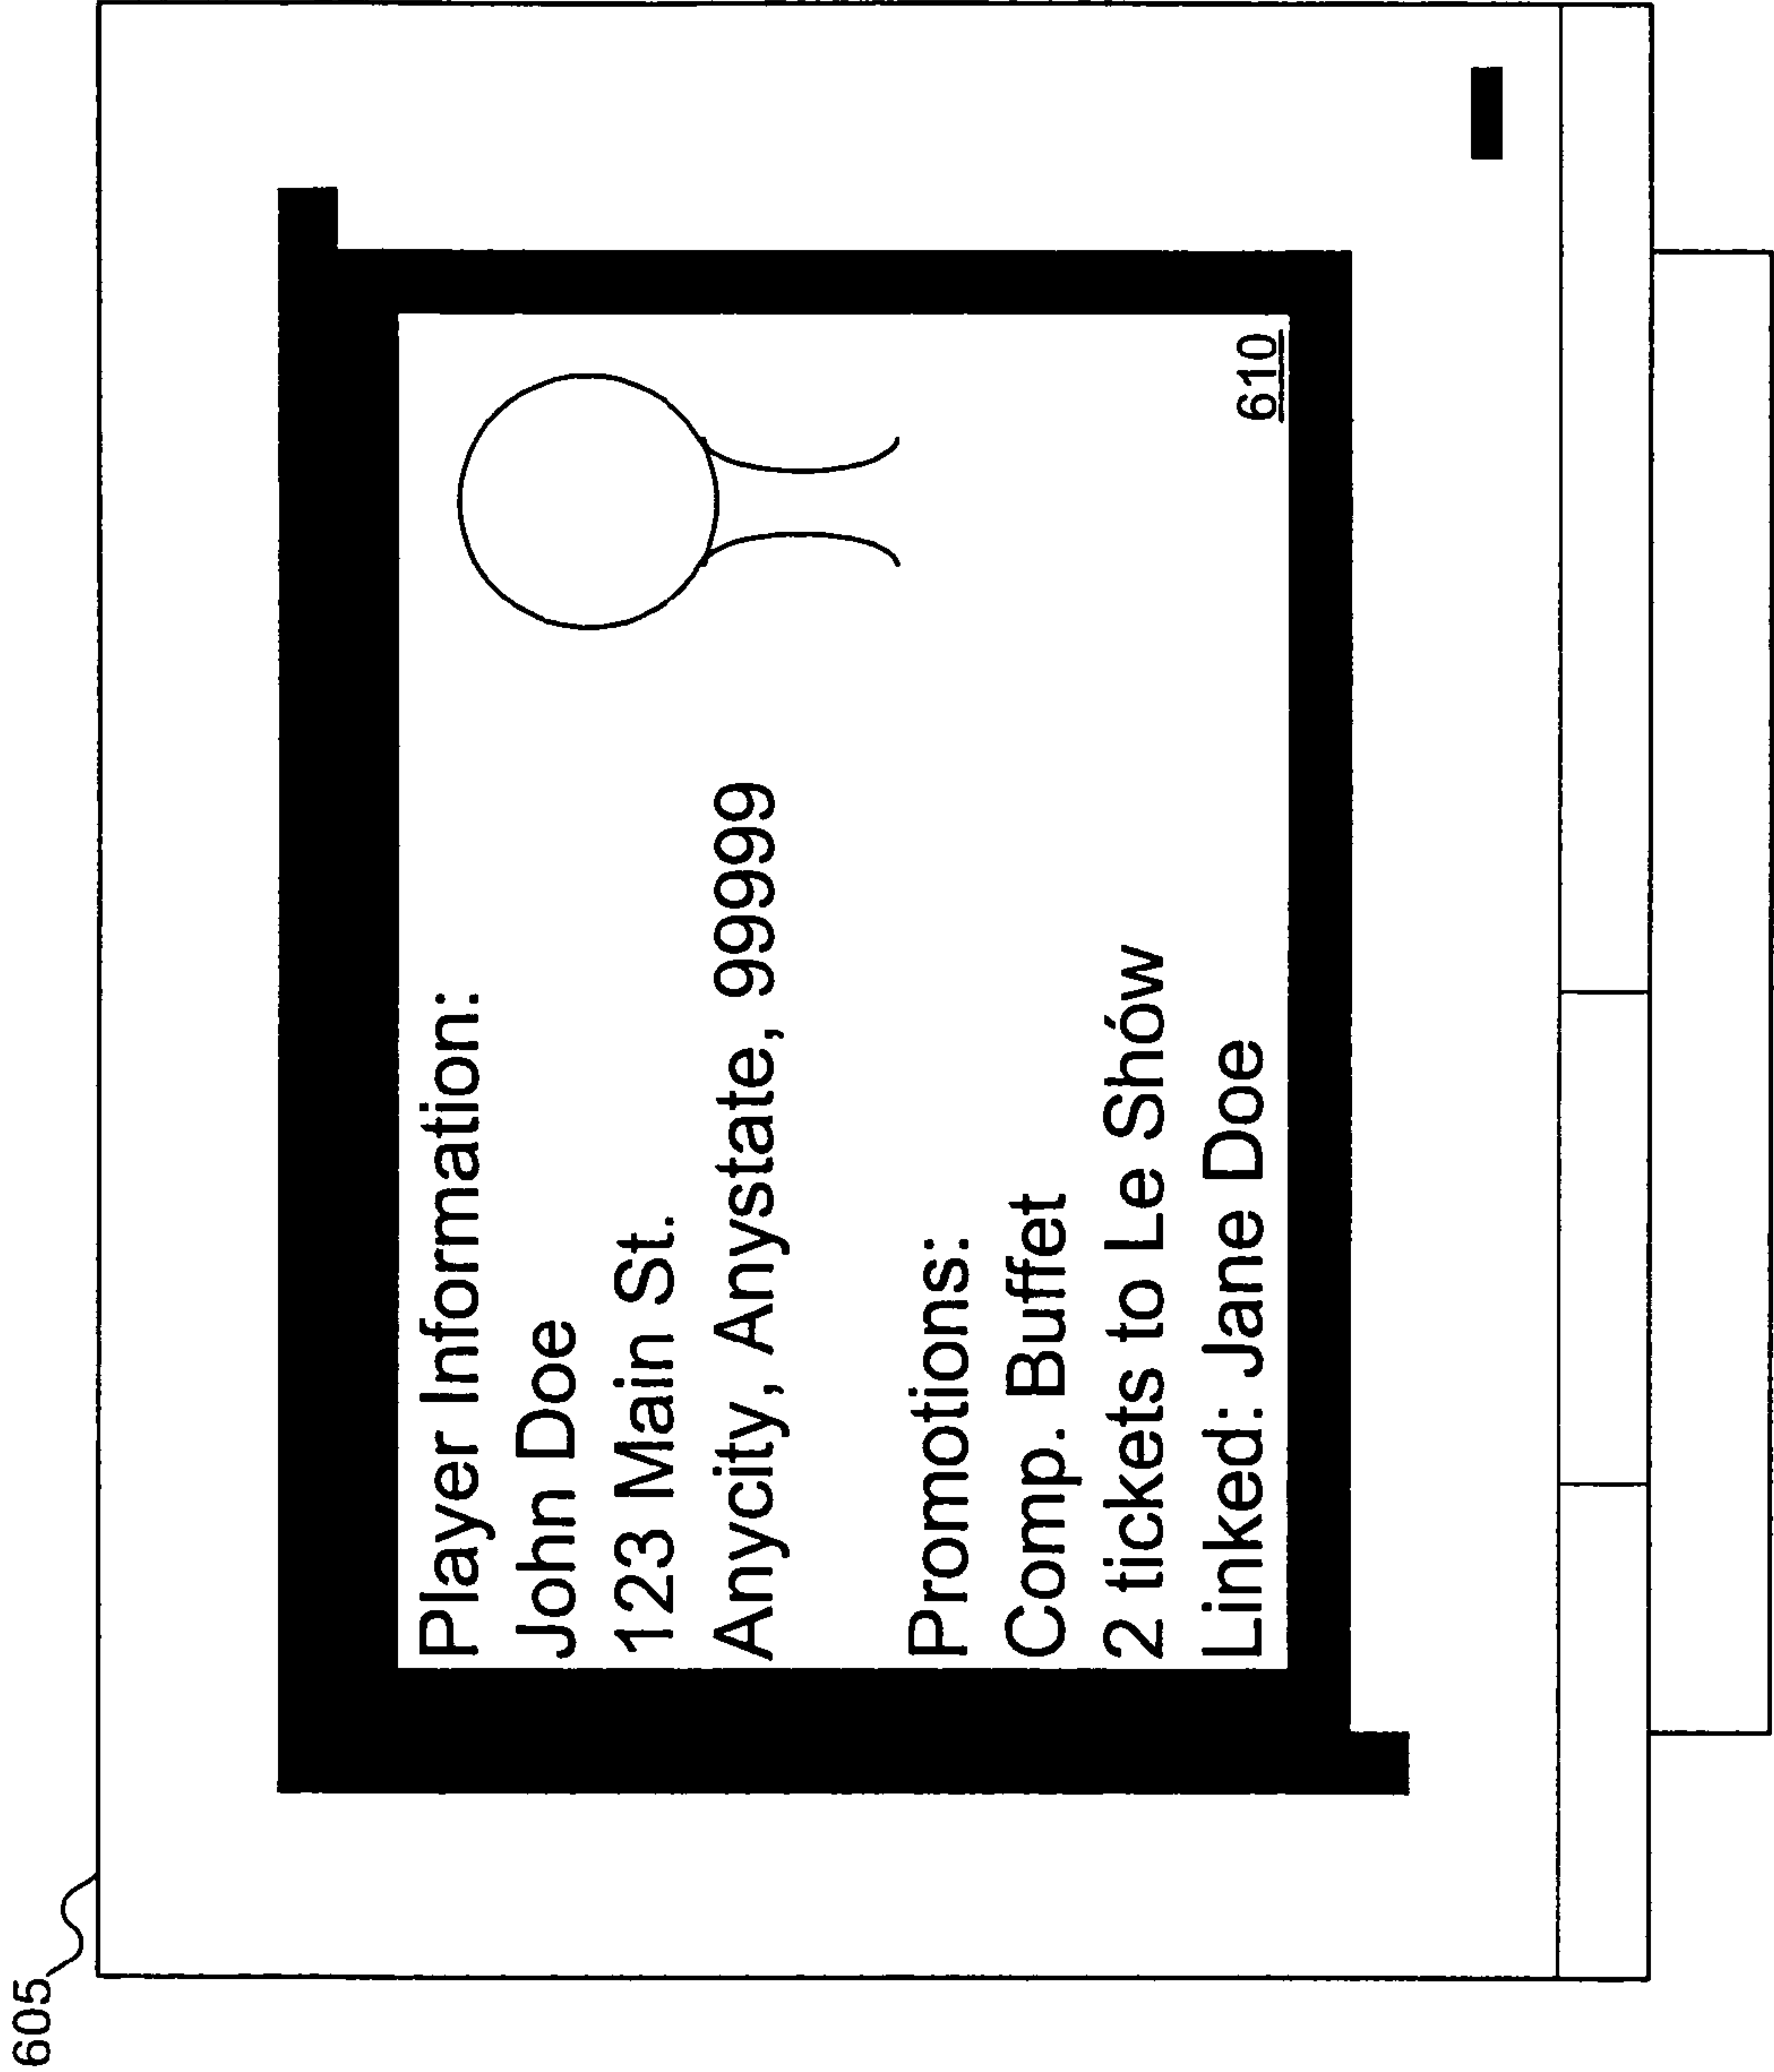 605
Player Information:
John Doe
123 Main St.
Anycity, Anystate, 99999
Promotions:
Comp. Buffet
2 tickets to Le Shów
Linked: Jane Doe
610